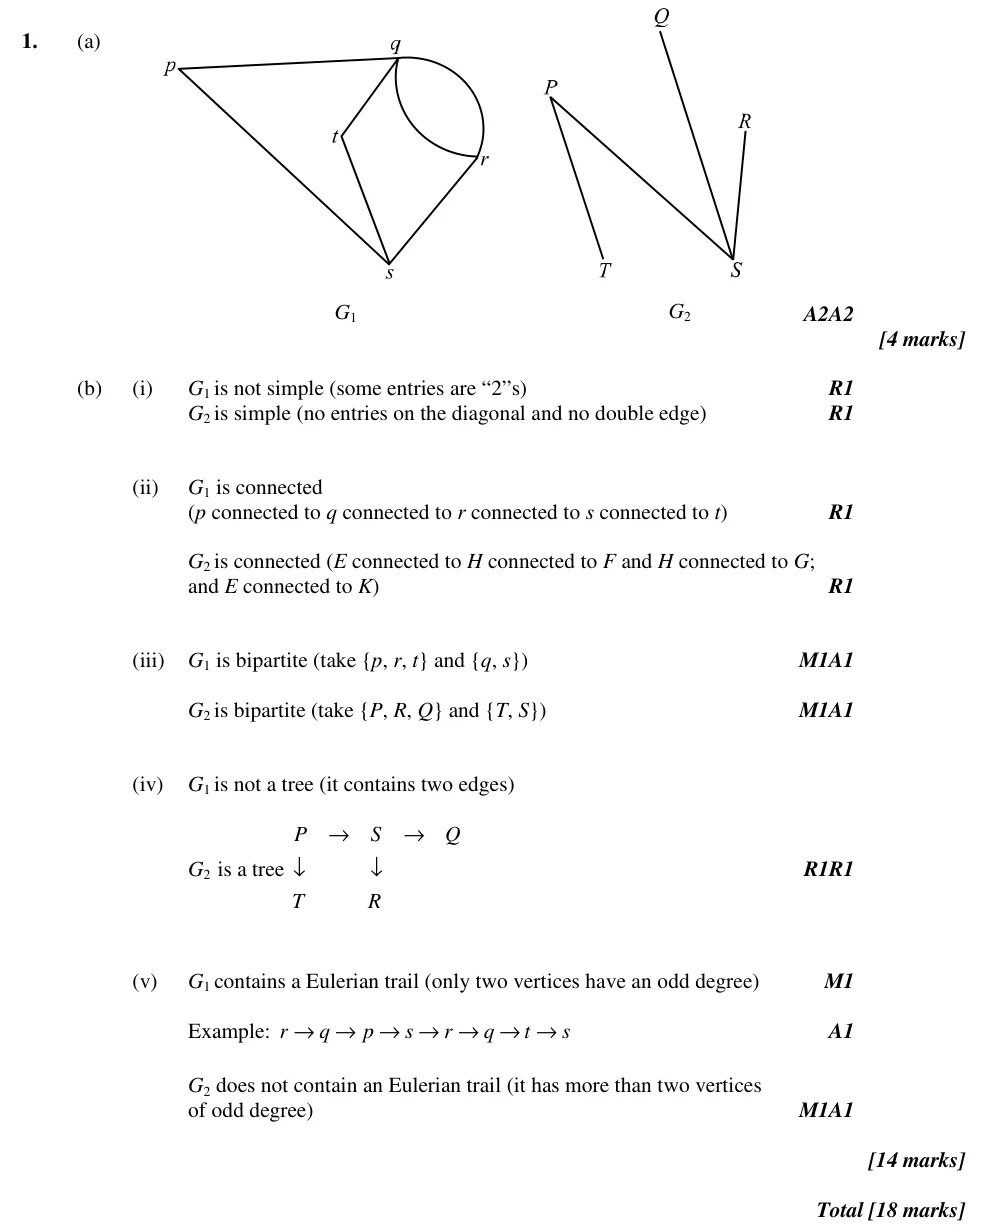 1. (a)
Q
q
p
P
R
t
r
s
T
S
G₁ G₂ A2A2
[4 marks]
(b) (i) G₁ is not simple (some entries are “2”s) R1
G₂ is simple (no entries on the diagonal and no double edge) R1
(ii) G₁ is connected
(p connected to q connected to r connected to s connected to t) R1
G₂ is connected (E connected to H connected to F and H connected to G;
and E connected to K) R1
(iii) G₁ is bipartite (take {p, r, t} and {q, s}) M1A1
G₂ is bipartite (take {P, R, Q} and {T, S}) M1A1
(iv) G₁ is not a tree (it contains two edges)
P → S → Q
G₂ is a tree ↓ ↓ R1R1
T R
(v) G₁ contains a Eulerian trail (only two vertices have an odd degree) M1
Example: r → q → p → s → r → q → t → s A1
G₂ does not contain an Eulerian trail (it has more than two vertices
of odd degree) M1A1
[14 marks]
Total [18 marks]